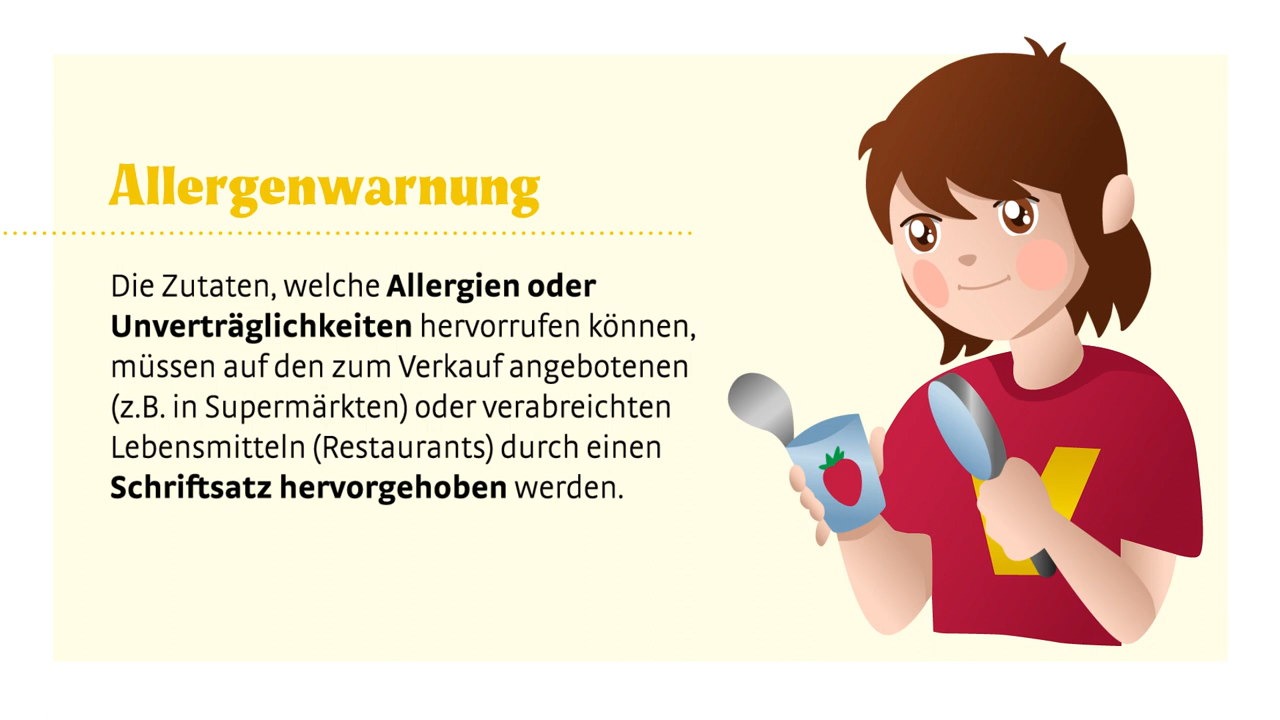 Allergenwarnung
Die Zutaten, welche Allergien oder
Unverträglichkeiten hervorrufen können,
müssen auf den zum Verkauf angebotenen
(z.B. in Supermärkten) oder verabreichten
Lebensmitteln (Restaurants) durch einen
Schriftsatz hervorgehoben werden.